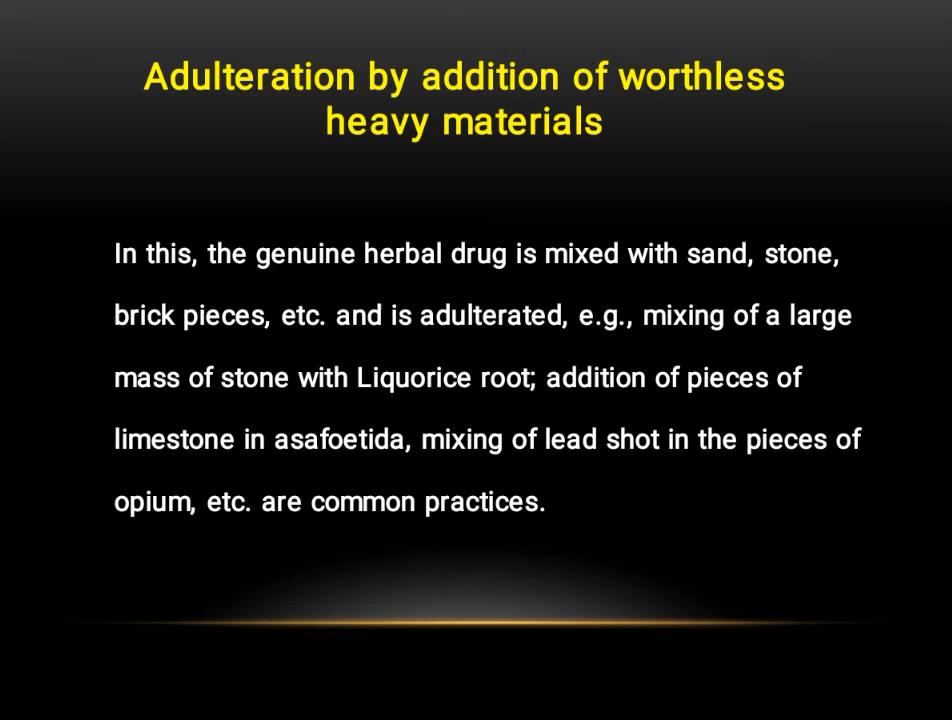 Adulteration by addition of worthless
heavy materials
In this, the genuine herbal drug is mixed with sand, stone,
brick pieces, etc. and is adulterated, e.g., mixing of a large
mass of stone with Liquorice root; addition of pieces of
limestone in asafoetida, mixing of lead shot in the pieces of
opium, etc. are common practices.